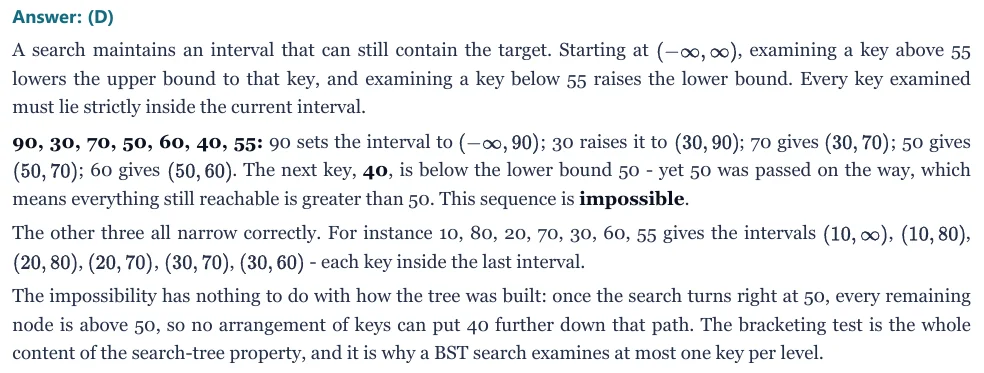 Answer: (D)
A search maintains an interval that can still contain the target. Starting at (−∞, ∞), examining a key above 55
lowers the upper bound to that key, and examining a key below 55 raises the lower bound. Every key examined
must lie strictly inside the current interval.
90, 30, 70, 50, 60, 40, 55: 90 sets the interval to (−∞, 90); 30 raises it to (30, 90); 70 gives (30, 70); 50 gives
(50, 70); 60 gives (50, 60). The next key, 40, is below the lower bound 50 - yet 50 was passed on the way, which
means everything still reachable is greater than 50. This sequence is impossible.
The other three all narrow correctly. For instance 10, 80, 20, 70, 30, 60, 55 gives the intervals (10, ∞), (10, 80),
(20, 80), (20, 70), (30, 70), (30, 60) - each key inside the last interval.
The impossibility has nothing to do with how the tree was built: once the search turns right at 50, every remaining
node is above 50, so no arrangement of keys can put 40 further down that path. The bracketing test is the whole
content of the search-tree property, and it is why a BST search examines at most one key per level.